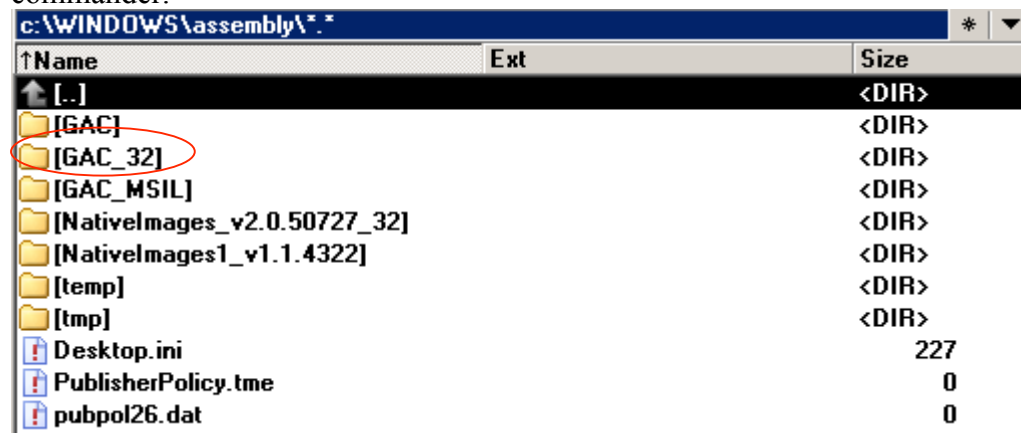 commander:
c:\WINDOWS\assembly\*.* * ▼
↑Name Ext Size
[..] <DIR>
[GAC] <DIR>
[GAC_32] <DIR>
[GAC_MSIL] <DIR>
[NativeImages_v2.0.50727_32] <DIR>
[NativeImages1_v1.1.4322] <DIR>
[temp] <DIR>
[tmp] <DIR>
Desktop.ini 227
PublisherPolicy.tme 0
pubpol26.dat 0